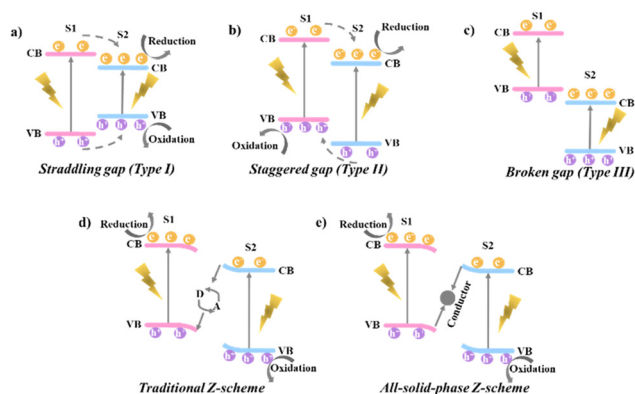 a)
S1
S2
Reduction
e⁻ e⁻
e⁻ e⁻ e⁻
CB
CB
VB
VB
h⁺ h⁺
h⁺ h⁺ h⁺
Oxidation
Straddling gap (Type I)
b)
S1
S2
Reduction
e⁻ e⁻
e⁻ e⁻ e⁻
CB
CB
VB
VB
h⁺ h⁺ h⁺
h⁺ h⁺
Oxidation
Staggered gap (Type II)
c)
S1
e⁻ e⁻
CB
S2
e⁻ e⁻ e⁻
CB
VB
h⁺ h⁺
VB
h⁺ h⁺ h⁺
Broken gap (Type III)
d)
Reduction
S1
e⁻ e⁻ e⁻
CB
S2
e⁻ e⁻
CB
D
A
VB
h⁺ h⁺
VB
h⁺ h⁺ h⁺
Oxidation
Traditional Z-scheme
e)
Reduction
S1
e⁻ e⁻ e⁻
CB
S2
e⁻ e⁻
CB
Conductor
VB
h⁺ h⁺
VB
h⁺ h⁺ h⁺
Oxidation
All-solid-phase Z-scheme